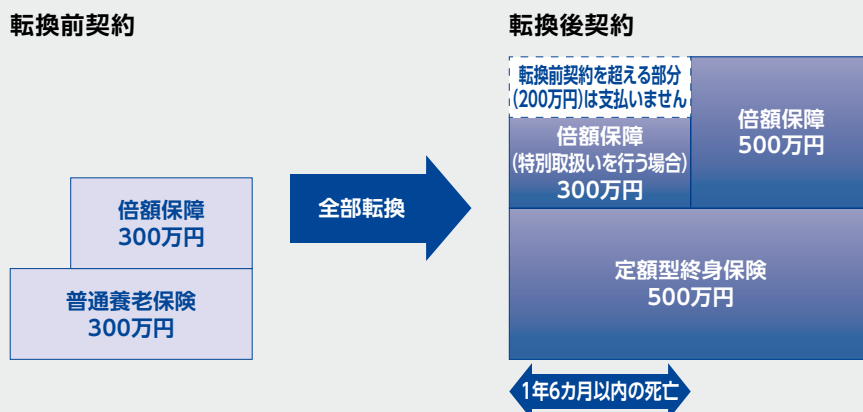 転換前契約
倍額保障
300万円
普通養老保険
300万円
全部転換
転換後契約
転換前契約を超える部分
(200万円)は支払いません
倍額保障
(特別取扱いを行う場合)
300万円
倍額保障
500万円
定額型終身保険
500万円
1年6カ月以内の死亡